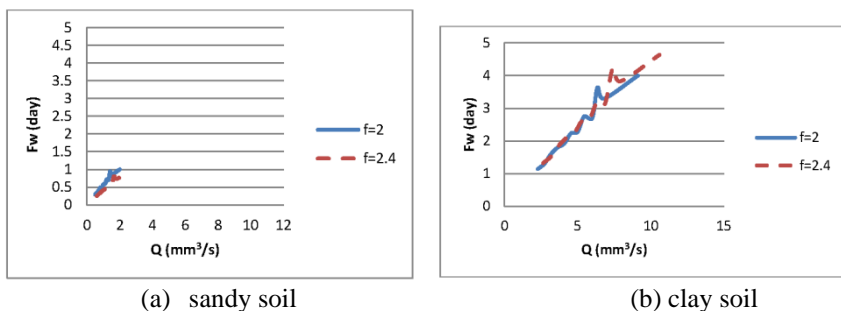 5
4.5
4
3.5
3
2.5
2
1.5
1
0.5
0
Fw (day)
0 2 4 6 8 10 12
Q (mm³/s)
f=2
f=2.4
(a) sandy soil
5
4
3
2
1
0
Fw (day)
0 5 10 15
Q (mm³/s)
f=2
f=2.4
(b) clay soil